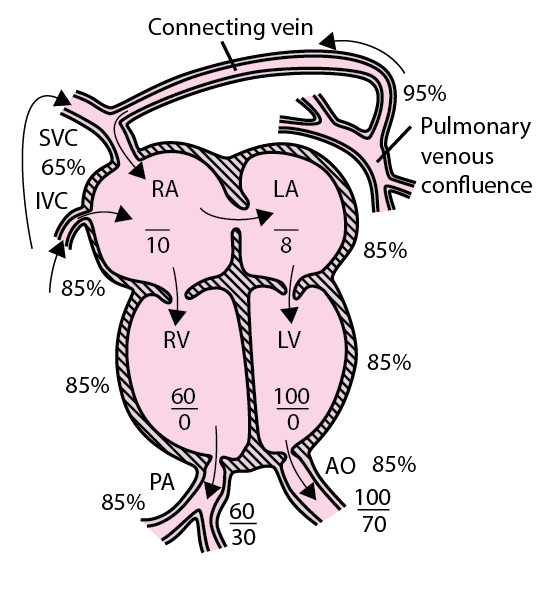 Connecting vein
95%
Pulmonary
venous
confluence
SVC
65%
IVC
RA
LA
10
8
85%
85%
RV
LV
85%
85%
60
0
100
0
PA
85%
AO 85%
60
30
100
70